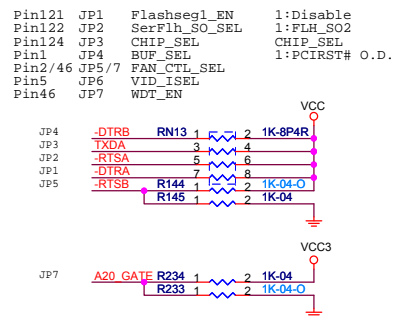 Pin121 JP1 Flashseg1_EN 1:Disable
Pin122 JP2 SerFlh_SO_SEL 1:FLH_SO2
Pin124 JP3 CHIP_SEL CHIP_SEL
Pin1 JP4 BUF_SEL 1:PCIRST# O.D.
Pin2/46 JP5/7 FAN_CTL_SEL
Pin5 JP6 VID_ISEL
Pin46 JP7 WDT_EN
VCC
JP4 -DTRB RN13 1 2 1K-8P4R
JP3 TXDA 3 4
JP2 -RTSA 5 6
JP1 -DTRA 7 8
JP5 -RTSB R144 1 2 1K-04-O
R145 1 2 1K-04
VCC3
JP7 A20_GATE R234 1 2 1K-04
R233 1 2 1K-04-O